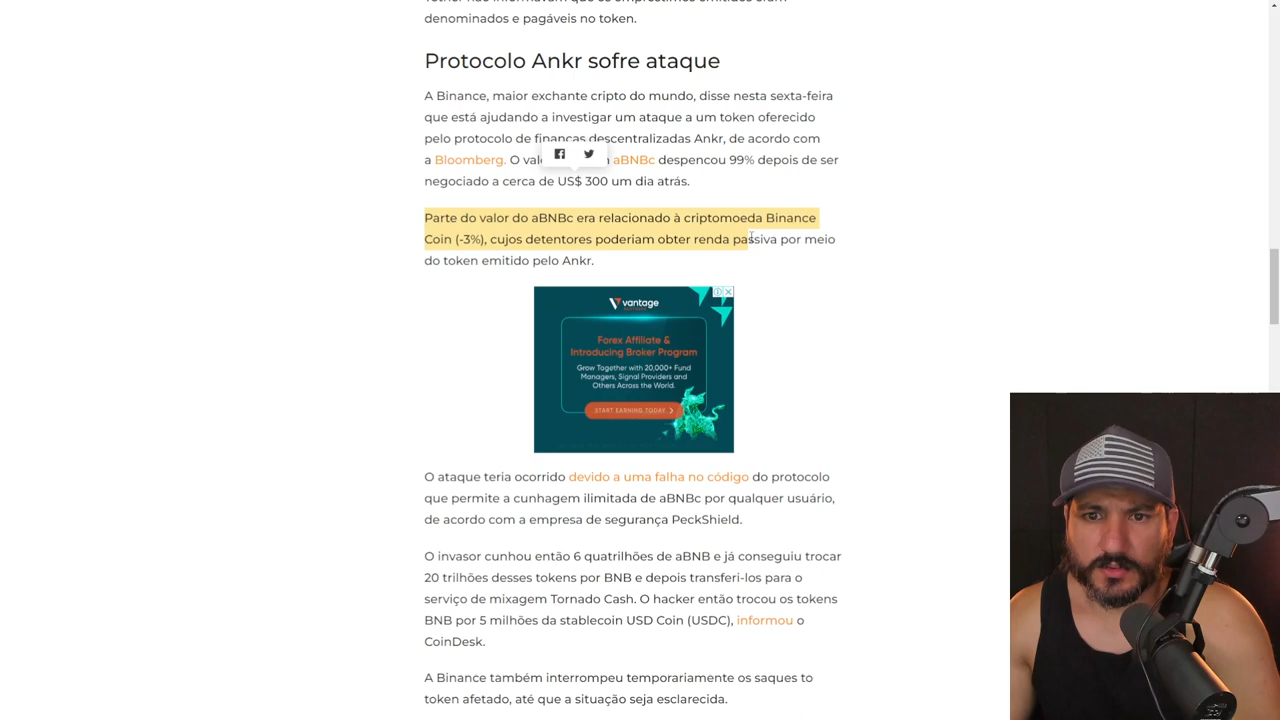 Tether não informavam que os empréstimos emitidos eram
denominados e pagáveis no token.
Protocolo Ankr sofre ataque
A Binance, maior exchante cripto do mundo, disse nesta sexta-feira
que está ajudando a investigar um ataque a um token oferecido
pelo protocolo de finanças descentralizadas Ankr, de acordo com
a Bloomberg. O aBNBc despencou 99% depois de ser
negociado a cerca de US$ 300 um dia atrás.
Parte do valor do aBNBc era relacionado à criptomoeda Binance
Coin (-3%), cujos detentores poderiam obter renda passiva por meio
do token emitido pelo Ankr.
vantage
Forex Affiliate &
Introducing Broker Program
Grow Together with 20,000+ Fund
Managers, Signal Providers and
Others Across the World.
START EARNING TODAY
O ataque teria ocorrido devido a uma falha no código do protocolo
que permite a cunhagem ilimitada de aBNBc por qualquer usuário,
de acordo com a empresa de segurança PeckShield.
O invasor cunhou então 6 quatrilhões de aBNB e já conseguiu trocar
20 trilhões desses tokens por BNB e depois transferi-los para o
serviço de mixagem Tornado Cash. O hacker então trocou os tokens
BNB por 5 milhões da stablecoin USD Coin (USDC), informou o
CoinDesk.
A Binance também interrompeu temporariamente os saques to
token afetado, até que a situação seja esclarecida.